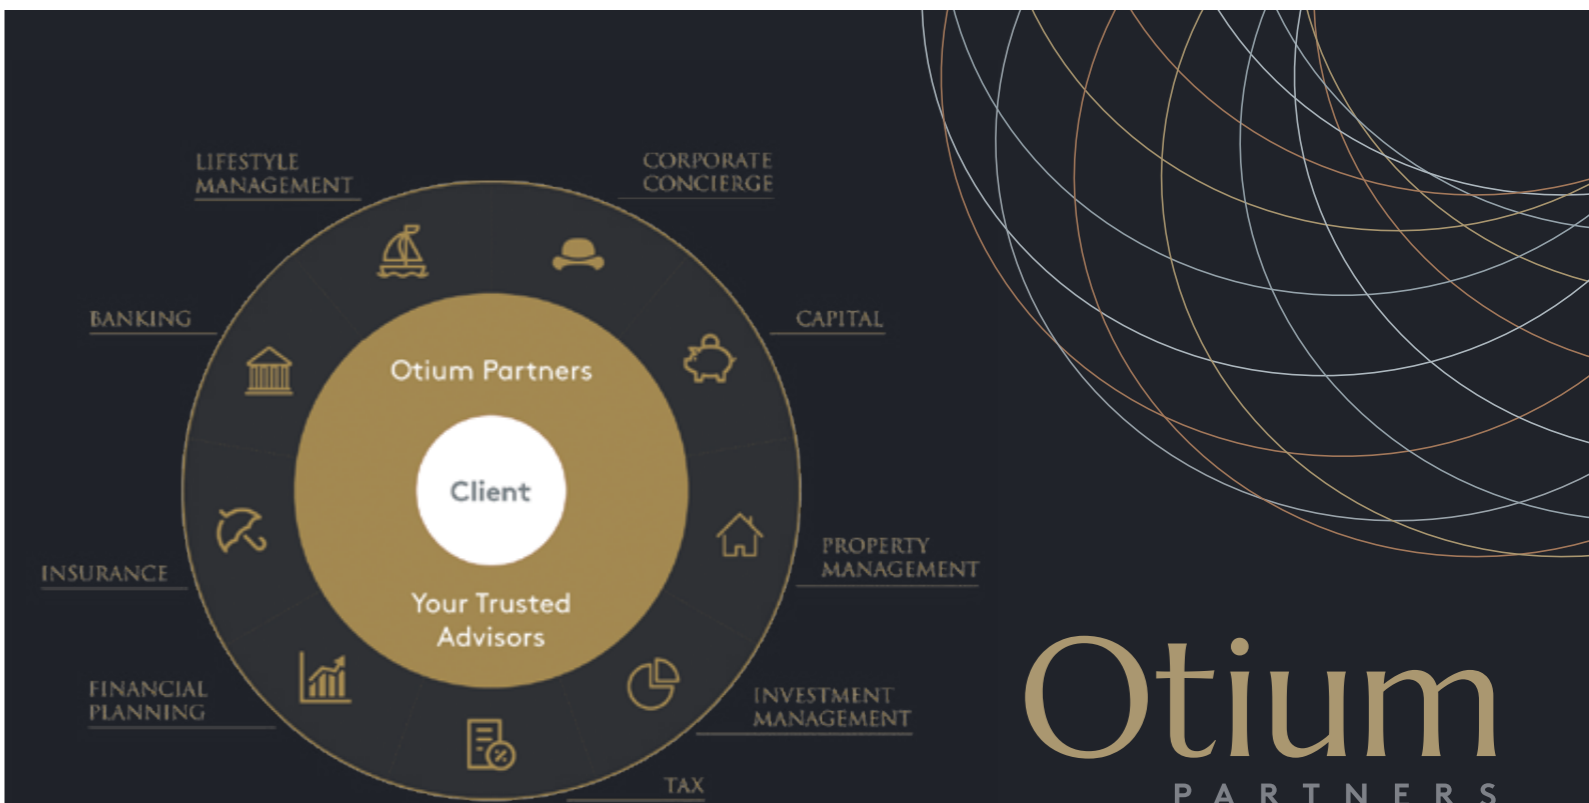 LIFESTYLE
MANAGEMENT
CORPORATE
CONCIERGE
BANKING
CAPITAL
Otium Partners
Client
Your Trusted
Advisors
INSURANCE
PROPERTY
MANAGEMENT
FINANCIAL
PLANNING
INVESTMENT
MANAGEMENT
TAX
Otium
PARTNERS